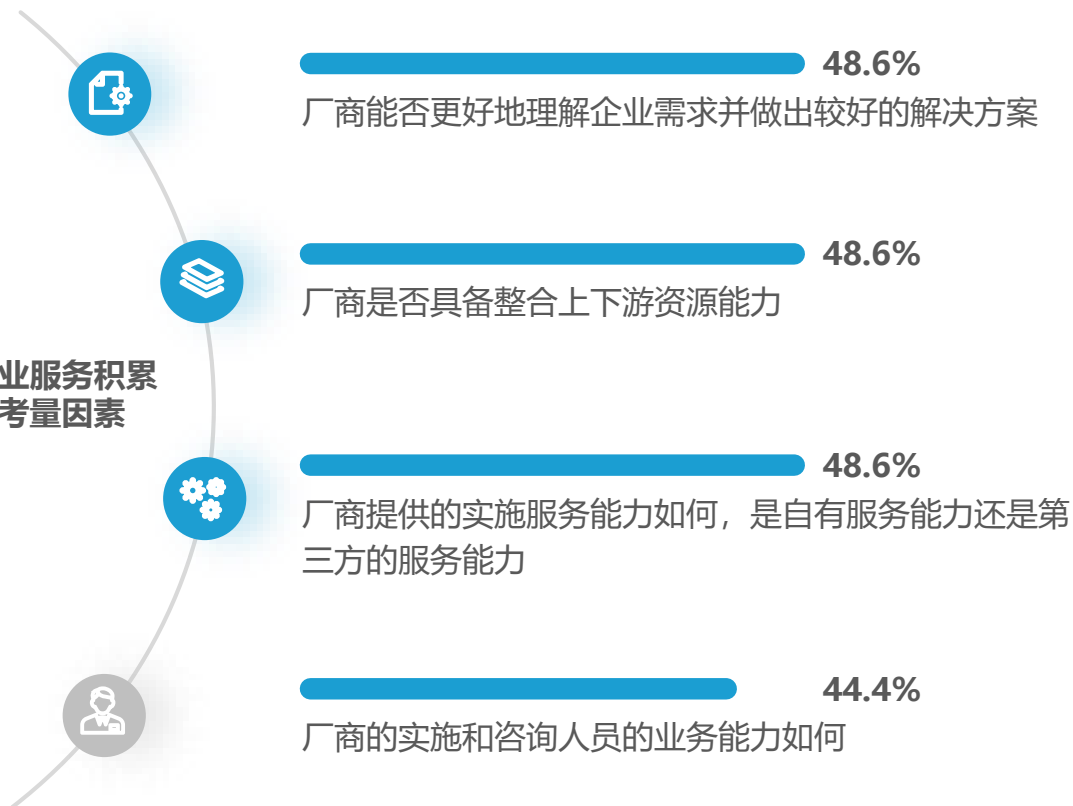 48.6%
厂商能否更好地理解企业需求并做出较好的解决方案
48.6%
厂商是否具备整合上下游资源能力
业服务积累
考量因素
48.6%
厂商提供的实施服务能力如何，是自有服务能力还是第
三方的服务能力
44.4%
厂商的实施和咨询人员的业务能力如何